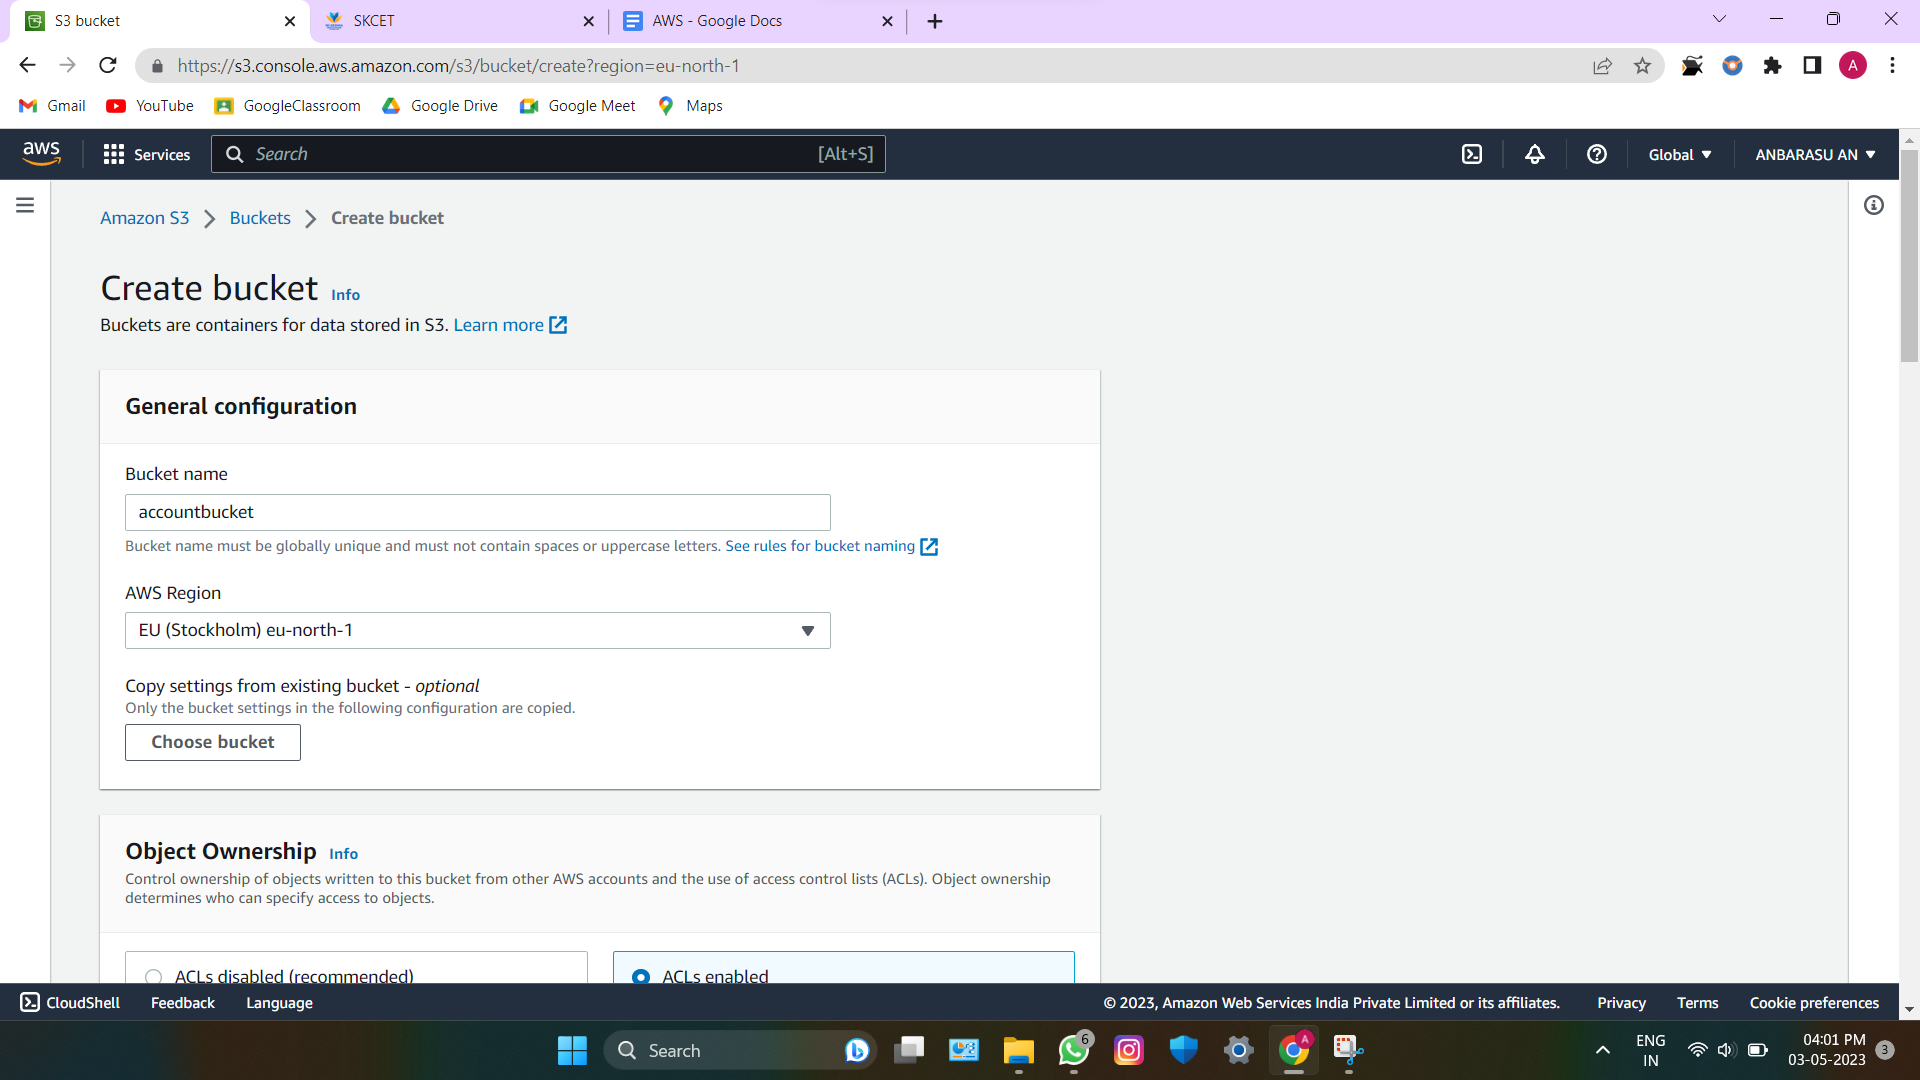 S3 bucket
SKCET
AWS - Google Docs
https://s3.console.aws.amazon.com/s3/bucket/create?region=eu-north-1
A
Gmail
YouTube
GoogleClassroom
Google Drive
Google Meet
Maps
aws
Services
Search
[Alt+S]
Global
ANBARASU AN
Amazon S3
Buckets
Create bucket
Create bucket Info
Buckets are containers for data stored in S3. Learn more
General configuration
Bucket name
accountbucket
Bucket name must be globally unique and must not contain spaces or uppercase letters. See rules for bucket naming
AWS Region
EU (Stockholm) eu-north-1
Copy settings from existing bucket - optional
Only the bucket settings in the following configuration are copied.
Choose bucket
Object Ownership Info
Control ownership of objects written to this bucket from other AWS accounts and the use of access control lists (ACLs). Object ownership
determines who can specify access to objects.
ACLs disabled (recommended)
ACLs enabled
CloudShell
Feedback
Language
© 2023, Amazon Web Services India Private Limited or its affiliates.
Privacy
Terms
Cookie preferences
Search
6
A
ENG
IN
04:01 PM
03-05-2023
3